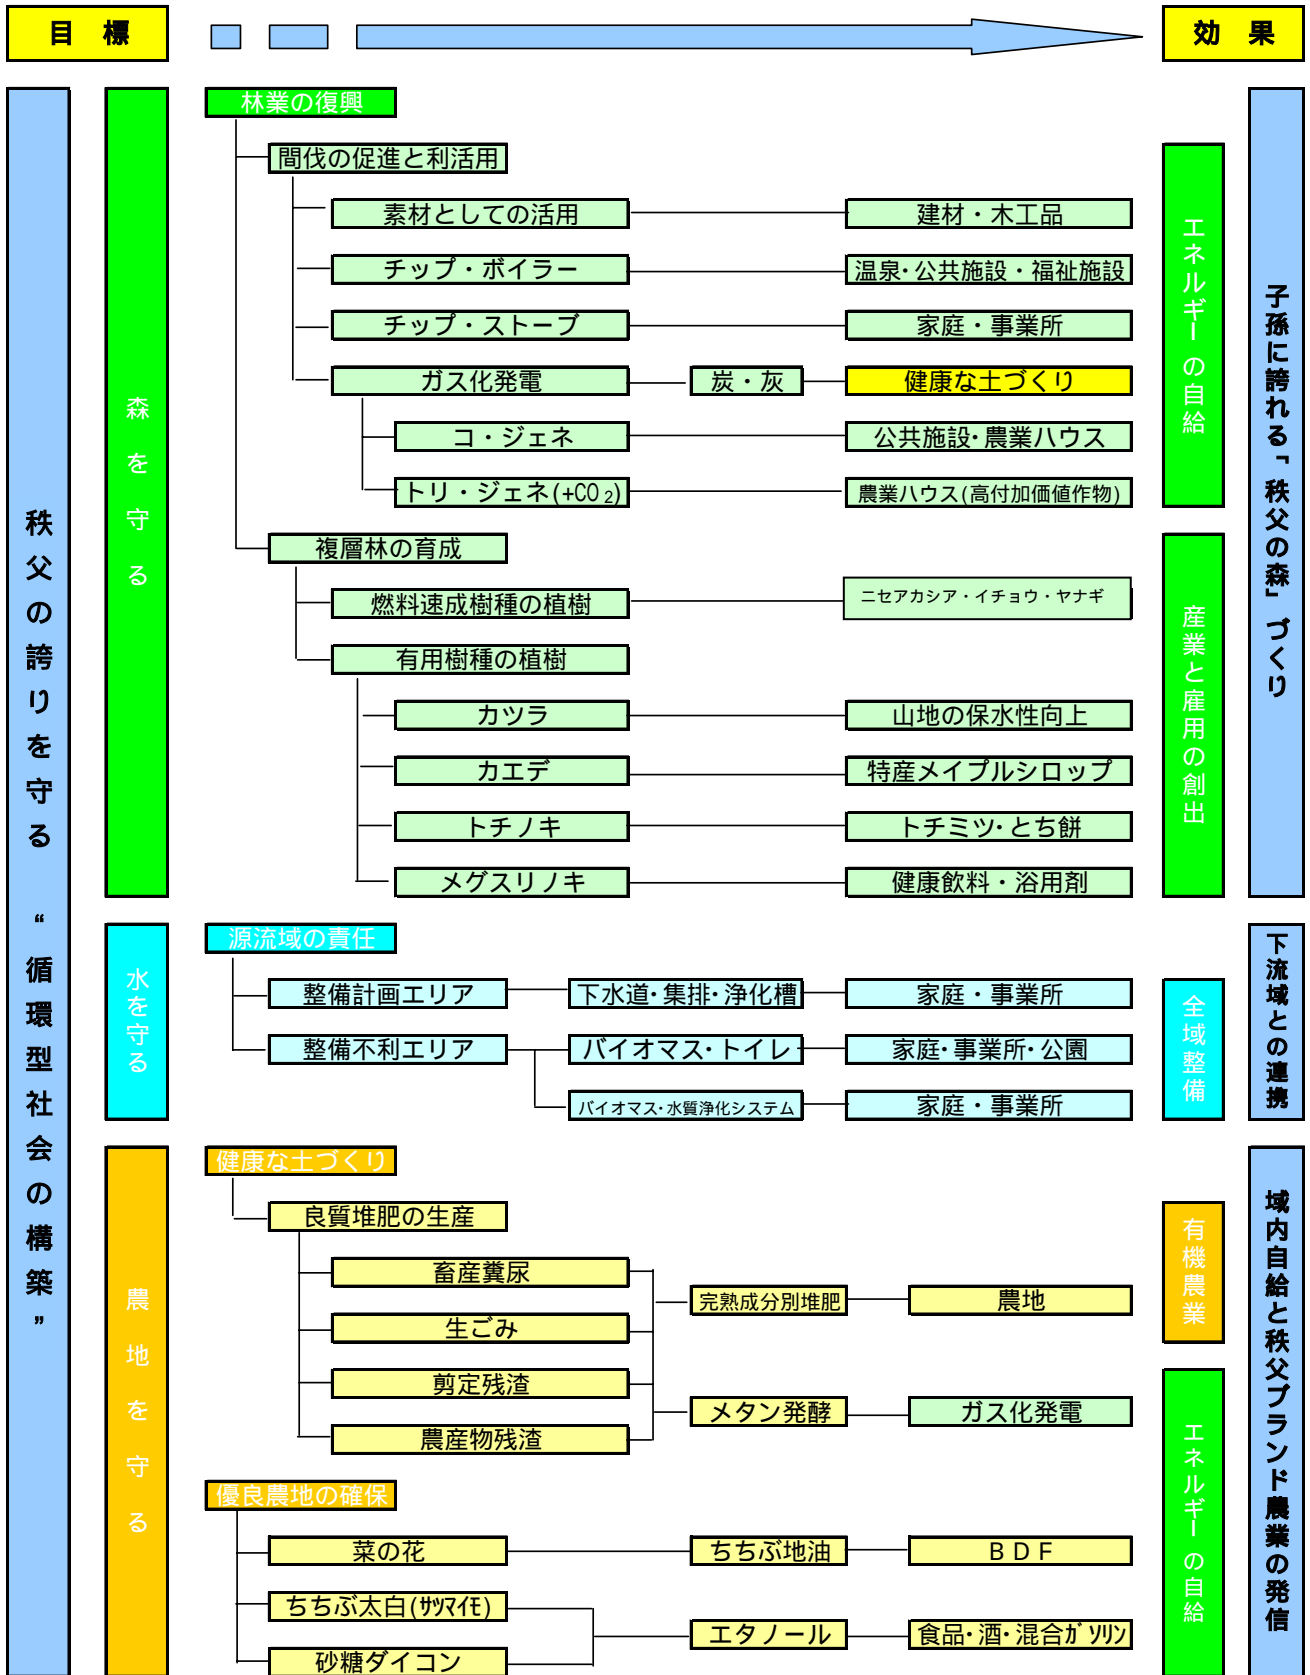 目 標
効 果
秩父の誇りを守る “循環型社会の構築”
森を守る
林業の復興
間伐の促進と利活用
素材としての活用
建材・木工品
チップ・ボイラー
温泉・公共施設・福祉施設
チップ・ストーブ
家庭・事業所
ガス化発電
炭・灰
健康な土づくり
コ・ジェネ
公共施設・農業ハウス
トリ・ジェネ(+CO2)
農業ハウス(高付加価値作物)
エネルギーの自給
複層林の育成
燃料速成樹種の植樹
ニセアカシア・イチョウ・ヤナギ
有用樹種の植樹
カツラ
山地の保水性向上
カエデ
特産メイプルシロップ
トチノキ
トチミツ・とち餅
メグスリノキ
健康飲料・浴用剤
産業と雇用の創出
子孫に誇れる「秩父の森」づくり
水を守る
源流域の責任
整備計画エリア
下水道・集排・浄化槽
家庭・事業所
整備不利エリア
バイオマス・トイレ
家庭・事業所・公園
バイオマス・水質浄化システム
家庭・事業所
全域整備
下流域との連携
農地を守る
健康な土づくり
良質堆肥の生産
畜産糞尿
生ごみ
剪定残渣
農産物残渣
完熟成分別堆肥
農地
メタン発酵
ガス化発電
有機農業
優良農地の確保
菜の花
ちちぶ地油
ＢＤＦ
ちちぶ太白(ｻﾂﾏｲﾓ)
砂糖ダイコン
エタノール
食品・酒・混合ｶﾞｿﾘﾝ
エネルギーの自給
域内自給と秩父ブランド農業の発信